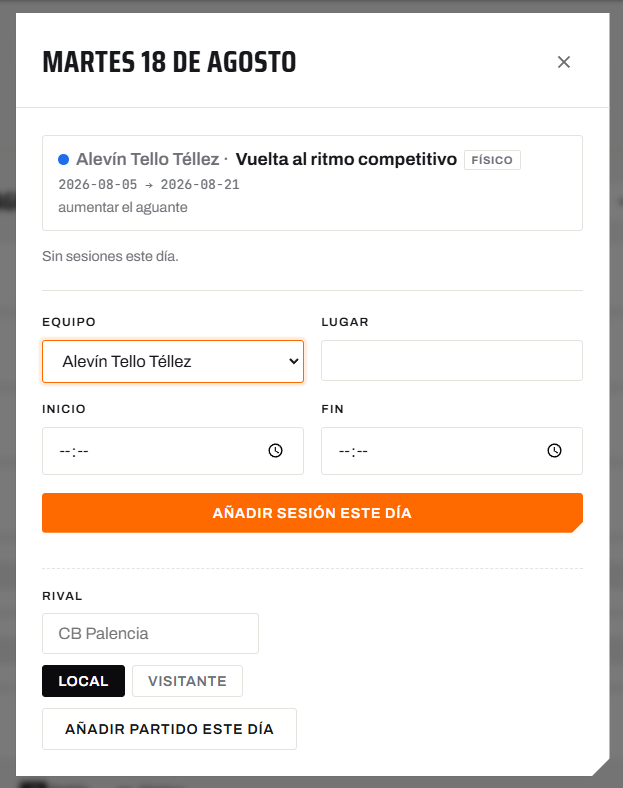 MARTES 18 DE AGOSTO
Alevín Tello Téllez · Vuelta al ritmo competitivo FÍSICO
2026-08-05 → 2026-08-21
aumentar el aguante
Sin sesiones este día.
EQUIPO LUGAR
Alevín Tello Téllez
INICIO FIN
--:-- --:--
AÑADIR SESIÓN ESTE DÍA
RIVAL
CB Palencia
LOCAL VISITANTE
AÑADIR PARTIDO ESTE DÍA